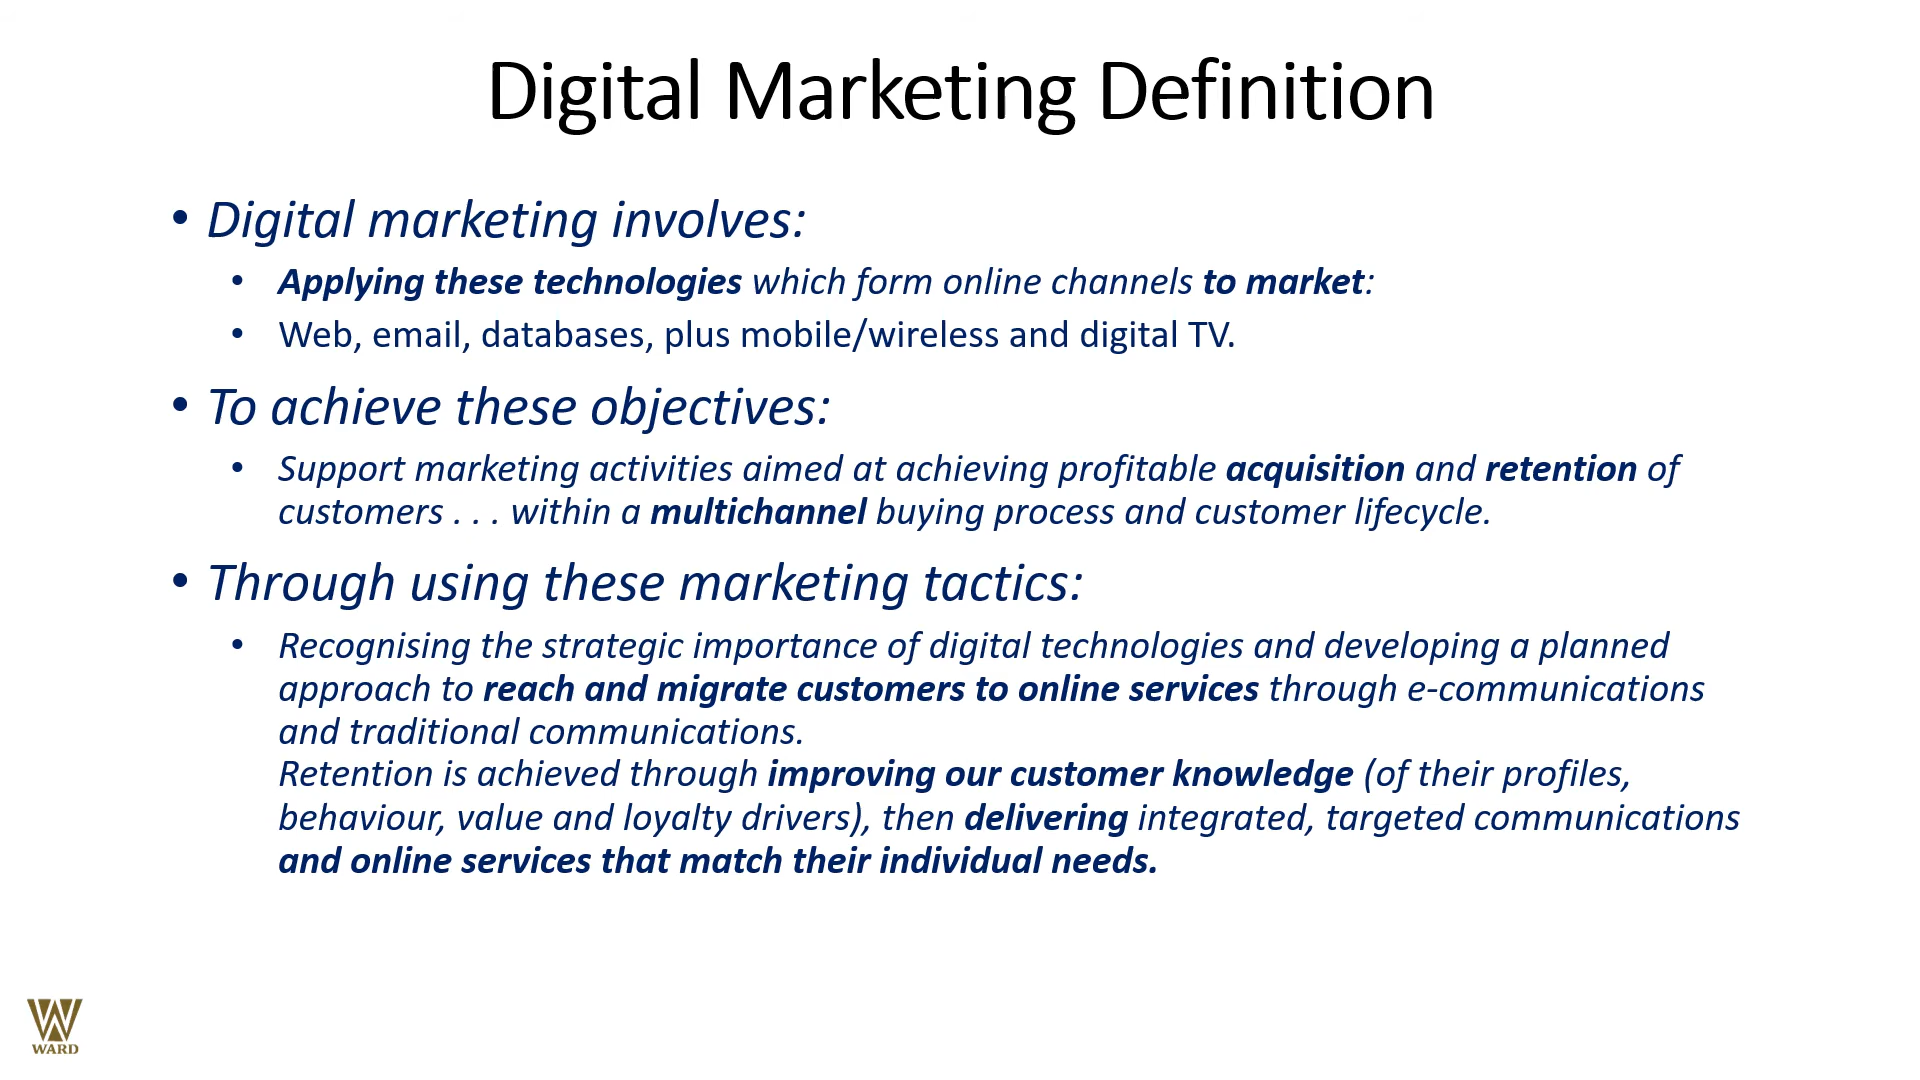 Digital Marketing Definition
• Digital marketing involves:
• Applying these technologies which form online channels to market:
• Web, email, databases, plus mobile/wireless and digital TV.
• To achieve these objectives:
• Support marketing activities aimed at achieving profitable acquisition and retention of
customers . . . within a multichannel buying process and customer lifecycle.
• Through using these marketing tactics:
• Recognising the strategic importance of digital technologies and developing a planned
approach to reach and migrate customers to online services through e-communications
and traditional communications.
Retention is achieved through improving our customer knowledge (of their profiles,
behaviour, value and loyalty drivers), then delivering integrated, targeted communications
and online services that match their individual needs.
WARD